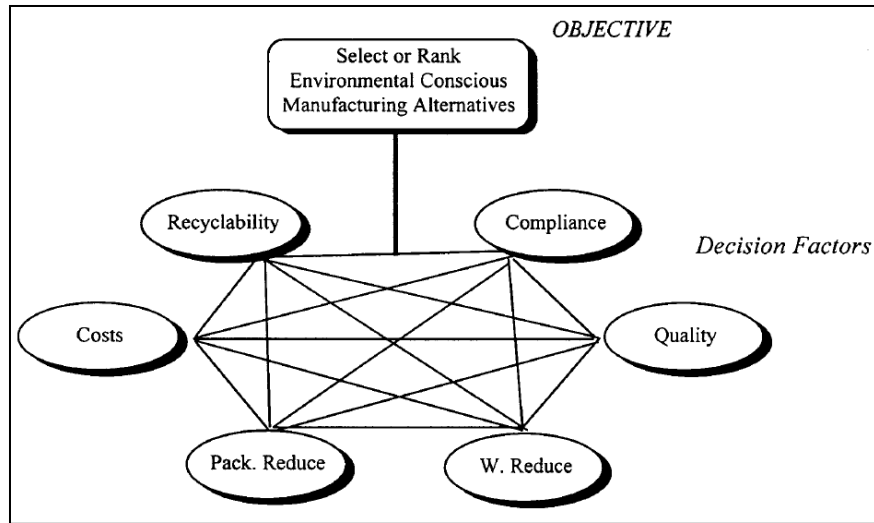 OBJECTIVE
Select or Rank
Environmental Conscious
Manufacturing Alternatives
Recyclability
Compliance
Decision Factors
Costs
Quality
Pack. Reduce
W. Reduce